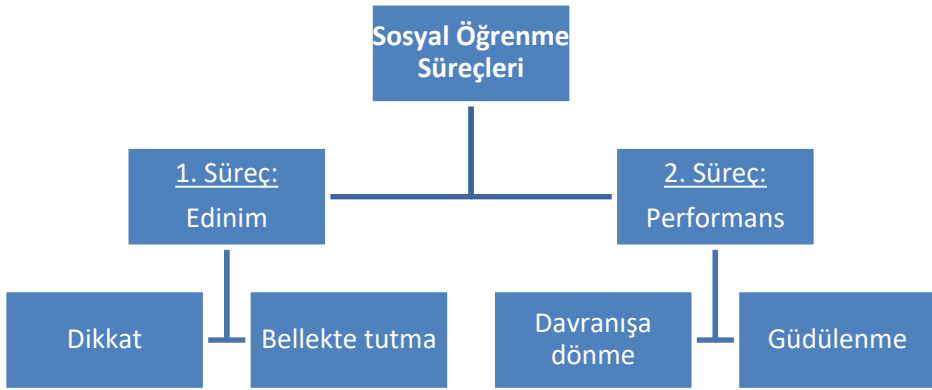 Sosyal Öğrenme
Süreçleri
1. Süreç:
Edinim
2. Süreç:
Performans
Dikkat
Bellekte tutma
Davranışa
dönme
Güdülenme